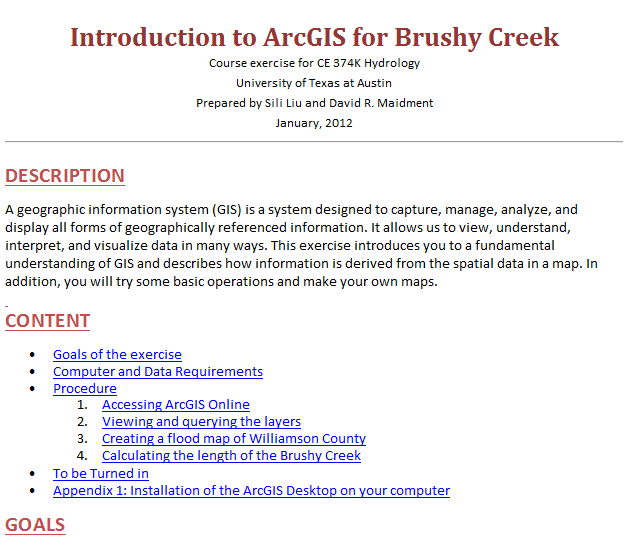 Introduction to ArcGIS for Brushy Creek
Course exercise for CE 374K Hydrology
University of Texas at Austin
Prepared by Sili Liu and David R. Maidment
January, 2012
DESCRIPTION
A geographic information system (GIS) is a system designed to capture, manage, analyze, and
display all forms of geographically referenced information. It allows us to view, understand,
interpret, and visualize data in many ways. This exercise introduces you to a fundamental
understanding of GIS and describes how information is derived from the spatial data in a map. In
addition, you will try some basic operations and make your own maps.
CONTENT
• Goals of the exercise
• Computer and Data Requirements
• Procedure
1. Accessing ArcGIS Online
2. Viewing and querying the layers
3. Creating a flood map of Williamson County
4. Calculating the length of the Brushy Creek
• To be Turned in
• Appendix 1: Installation of the ArcGIS Desktop on your computer
GOALS